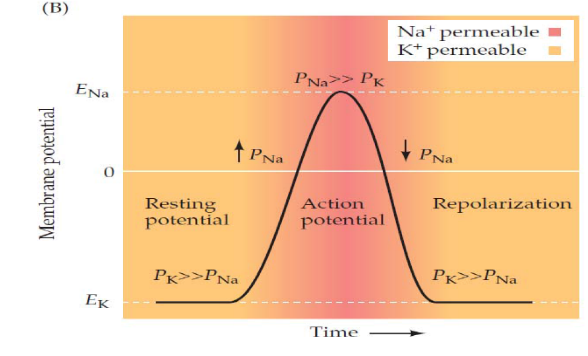 (B)
Na⁺ permeable
K⁺ permeable
P_Na>> P_K
E_Na
↑ P_Na
↓ P_Na
Membrane potential
0
Resting
potential
Action
potential
Repolarization
P_K>>P_Na
P_K>>P_Na
E_K
Time →